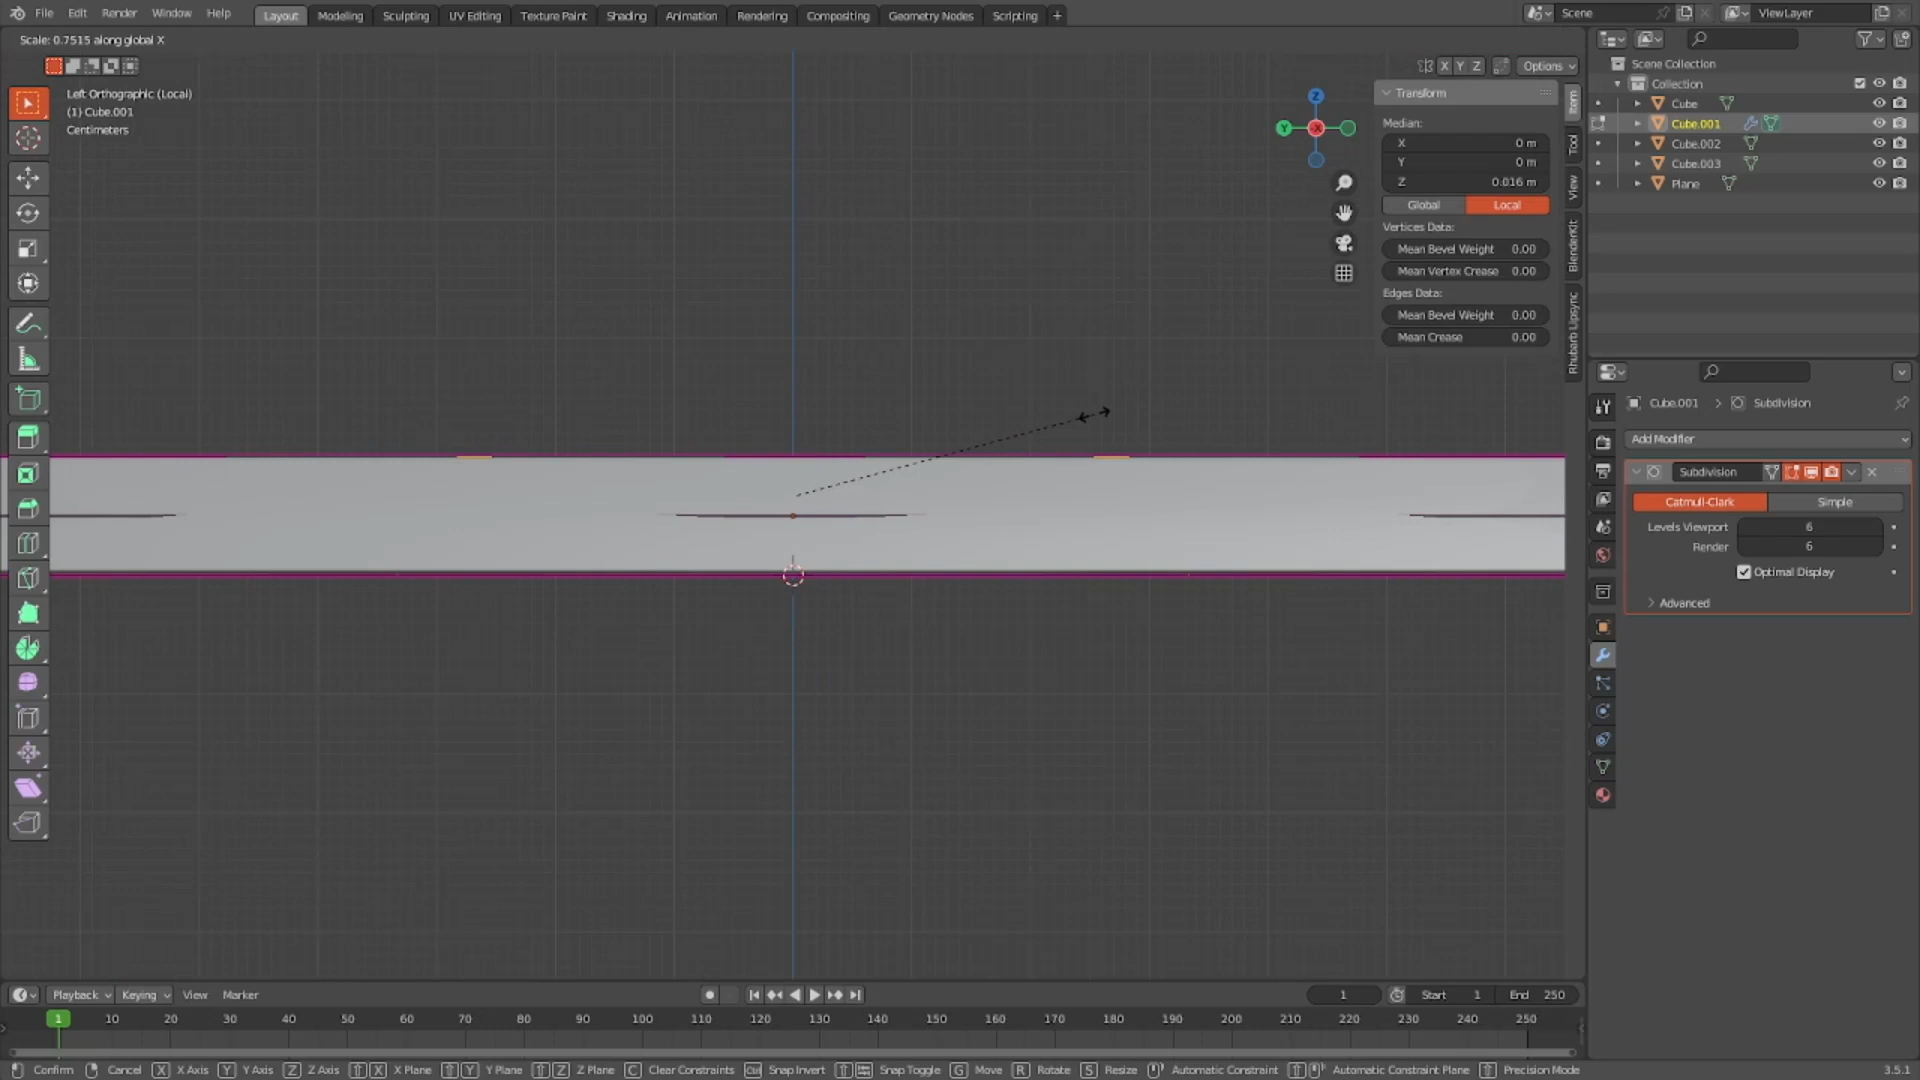 File Edit Render Window Help Layout Modeling Sculpting UV Editing Texture Paint Shading Animation Rendering Compositing Geometry Nodes Scripting + Scene ViewLayer
Scale: 0.7515 along global X
X Y Z Options
Left Orthographic (Local)
(1) Cube.001
Centimeters
Z
Y
X
Transform
Median:
X 0 m
Y 0 m
Z 0.016 m
Global Local
Vertices Data:
Mean Bevel Weight 0.00
Mean Vertex Crease 0.00
Edges Data:
Mean Bevel Weight 0.00
Mean Crease 0.00
Item
Tool
View
BlenderKit
Rhubarb Lipsync
Scene Collection
Collection
Cube
Cube.001
Cube.002
Cube.003
Plane
Cube.001 > Subdivision
Add Modifier
Subdivision
Catmull-Clark Simple
Levels Viewport 6
Render 6
Optimal Display
Advanced
Playback Keying View Marker 1 Start 1 End 250
1 10 20 30 40 50 60 70 80 90 100 110 120 130 140 150 160 170 180 190 200 210 220 230 240 250
Confirm Cancel X X Axis Y Y Axis Z Z Axis X X Plane Y Y Plane Z Z Plane C Clear Constraints Ctrl Snap Invert Snap Toggle G Move R Rotate S Resize Automatic Constraint Automatic Constraint Plane Precision Mode 3.5.1